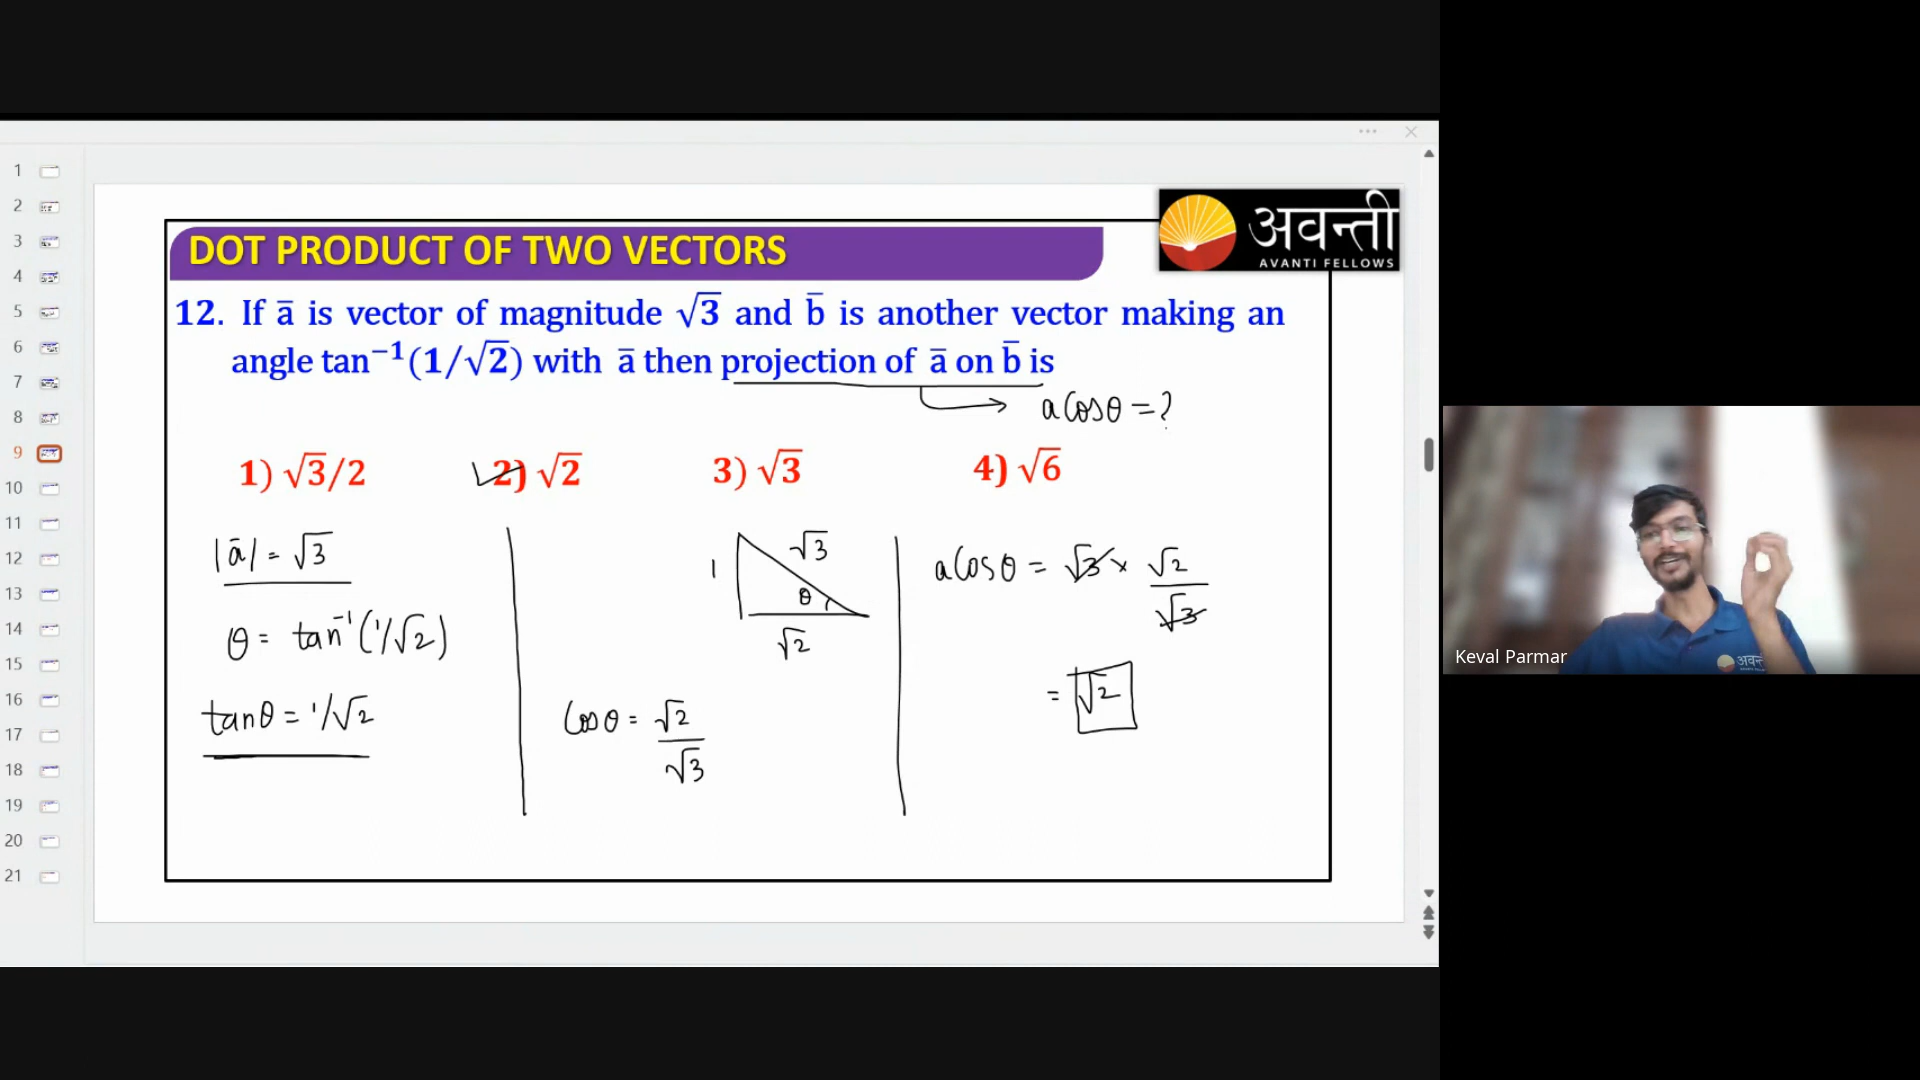 अवन्ती
AVANTI FELLOWS
DOT PRODUCT OF TWO VECTORS
12. If a̅ is vector of magnitude √3 and b̅ is another vector making an
angle tan⁻¹(1/√2) with a̅ then projection of a̅ on b̅ is
a Cosθ = ?
1) √3/2 2) √2 3) √3 4) √6
|a̅| = √3
θ = tan⁻¹(1/√2)
tanθ = 1/√2
1
√3
θ
√2
Cosθ = √2/√3
a Cosθ = √3 × √2/√3
= √2
Keval Parmar
अवं
1
2
3
4
5
6
7
8
9
10
11
12
13
14
15
16
17
18
19
20
21